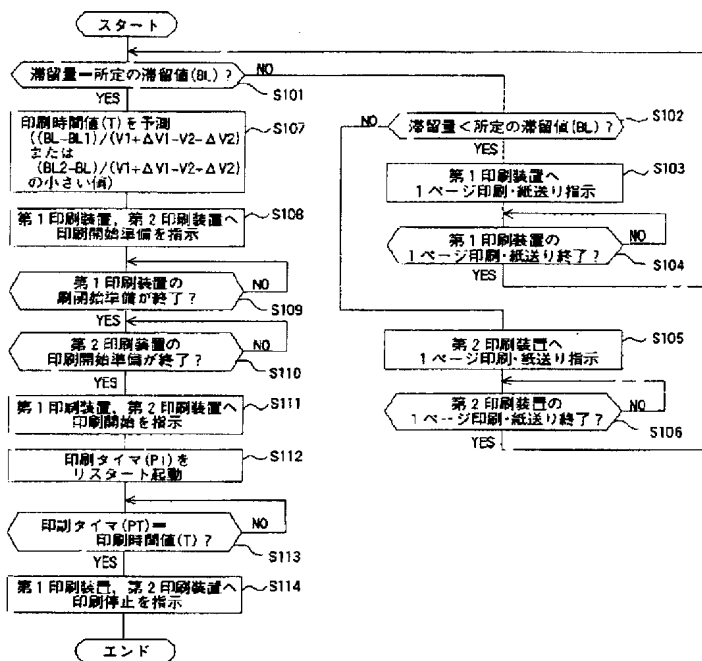 スタート
滞留量=所定の滞留値(BL)?
NO
S101
YES
印刷時間値(T)を予測
((BL-BL1)/(V1+ΔV1-V2-ΔV2)
または
(BL2-BL)/(V1+ΔV1-V2-ΔV2)
の小さい値)
S107
第1印刷装置,第2印刷装置へ
印刷開始準備を指示
S108
第1印刷装置の
刷開始準備が終了?
NO
S109
YES
第2印刷装置の
印刷開始準備が終了?
NO
S110
YES
第1印刷装置,第2印刷装置へ
印刷開始を指示
S111
印刷タイマ(PT)を
リスタート起動
S112
印刷タイマ(PT)=
印刷時間値(T)?
NO
S113
YES
第1印刷装置,第2印刷装置へ
印刷停止を指示
S114
エンド
NO
滞留量<所定の滞留値(BL)?
S102
YES
第1印刷装置へ
1ページ印刷・紙送り指示
S103
第1印刷装置の
1ページ印刷・紙送り終了?
NO
S104
YES
第2印刷装置へ
1ページ印刷・紙送り指示
S105
第2印刷装置の
1ページ印刷・紙送り終了?
NO
S106
YES